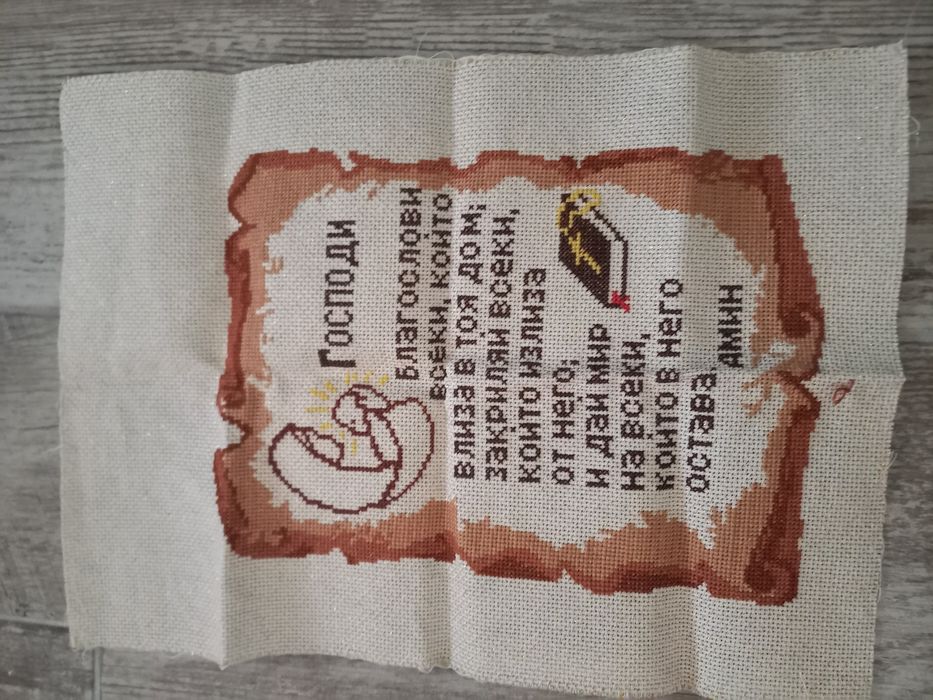 Господи
Благослови
всеки, който
влиза в тоя дом;
закриляй всеки,
който излиза
от него;
и дай мир
на всеки,
който в него
остава.
Амин